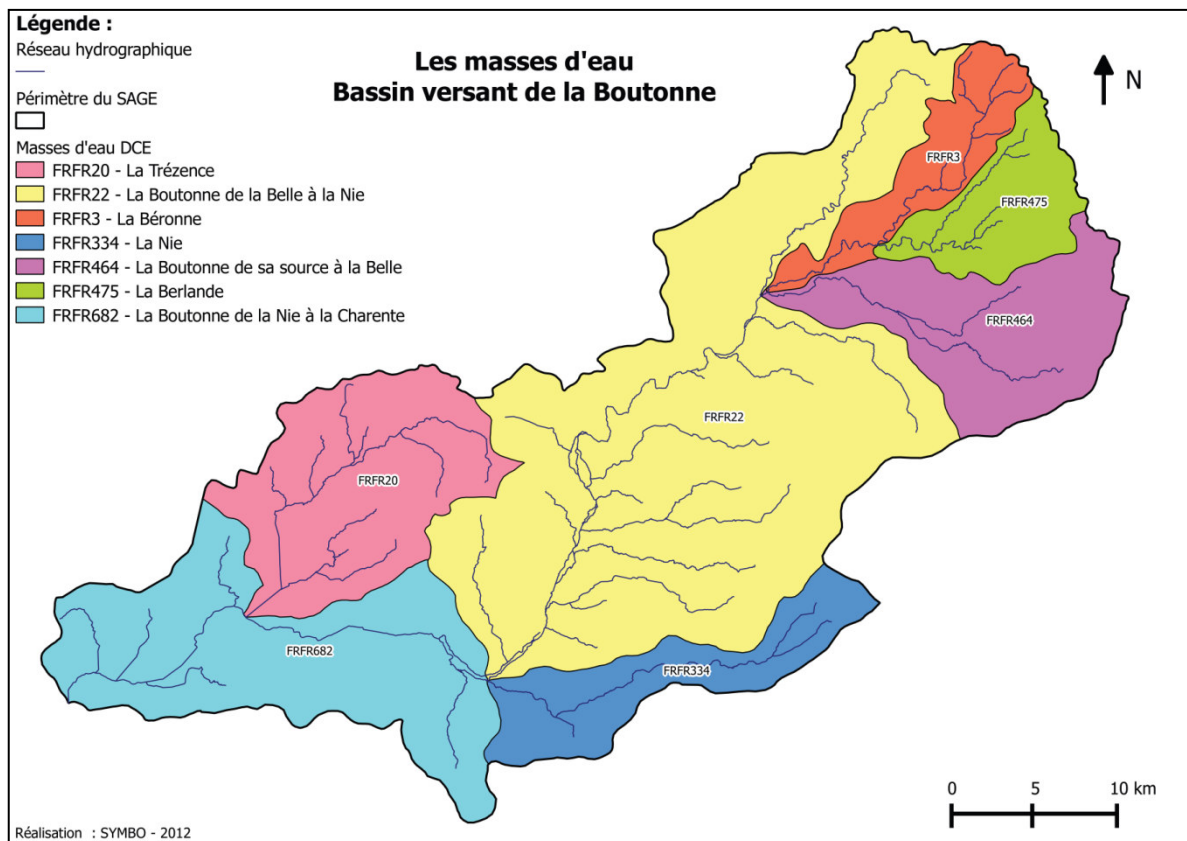 Légende :
Réseau hydrographique
Périmètre du SAGE
Masses d'eau DCE
FRFR20 - La Trézence
FRFR22 - La Boutonne de la Belle à la Nie
FRFR3 - La Béronne
FRFR334 - La Nie
FRFR464 - La Boutonne de sa source à la Belle
FRFR475 - La Berlande
FRFR682 - La Boutonne de la Nie à la Charente
Les masses d'eau
Bassin versant de la Boutonne
N
FRFR3
FRFR475
FRFR464
FRFR22
FRFR20
FRFR682
FRFR334
0 5 10 km
Réalisation : SYMBO - 2012